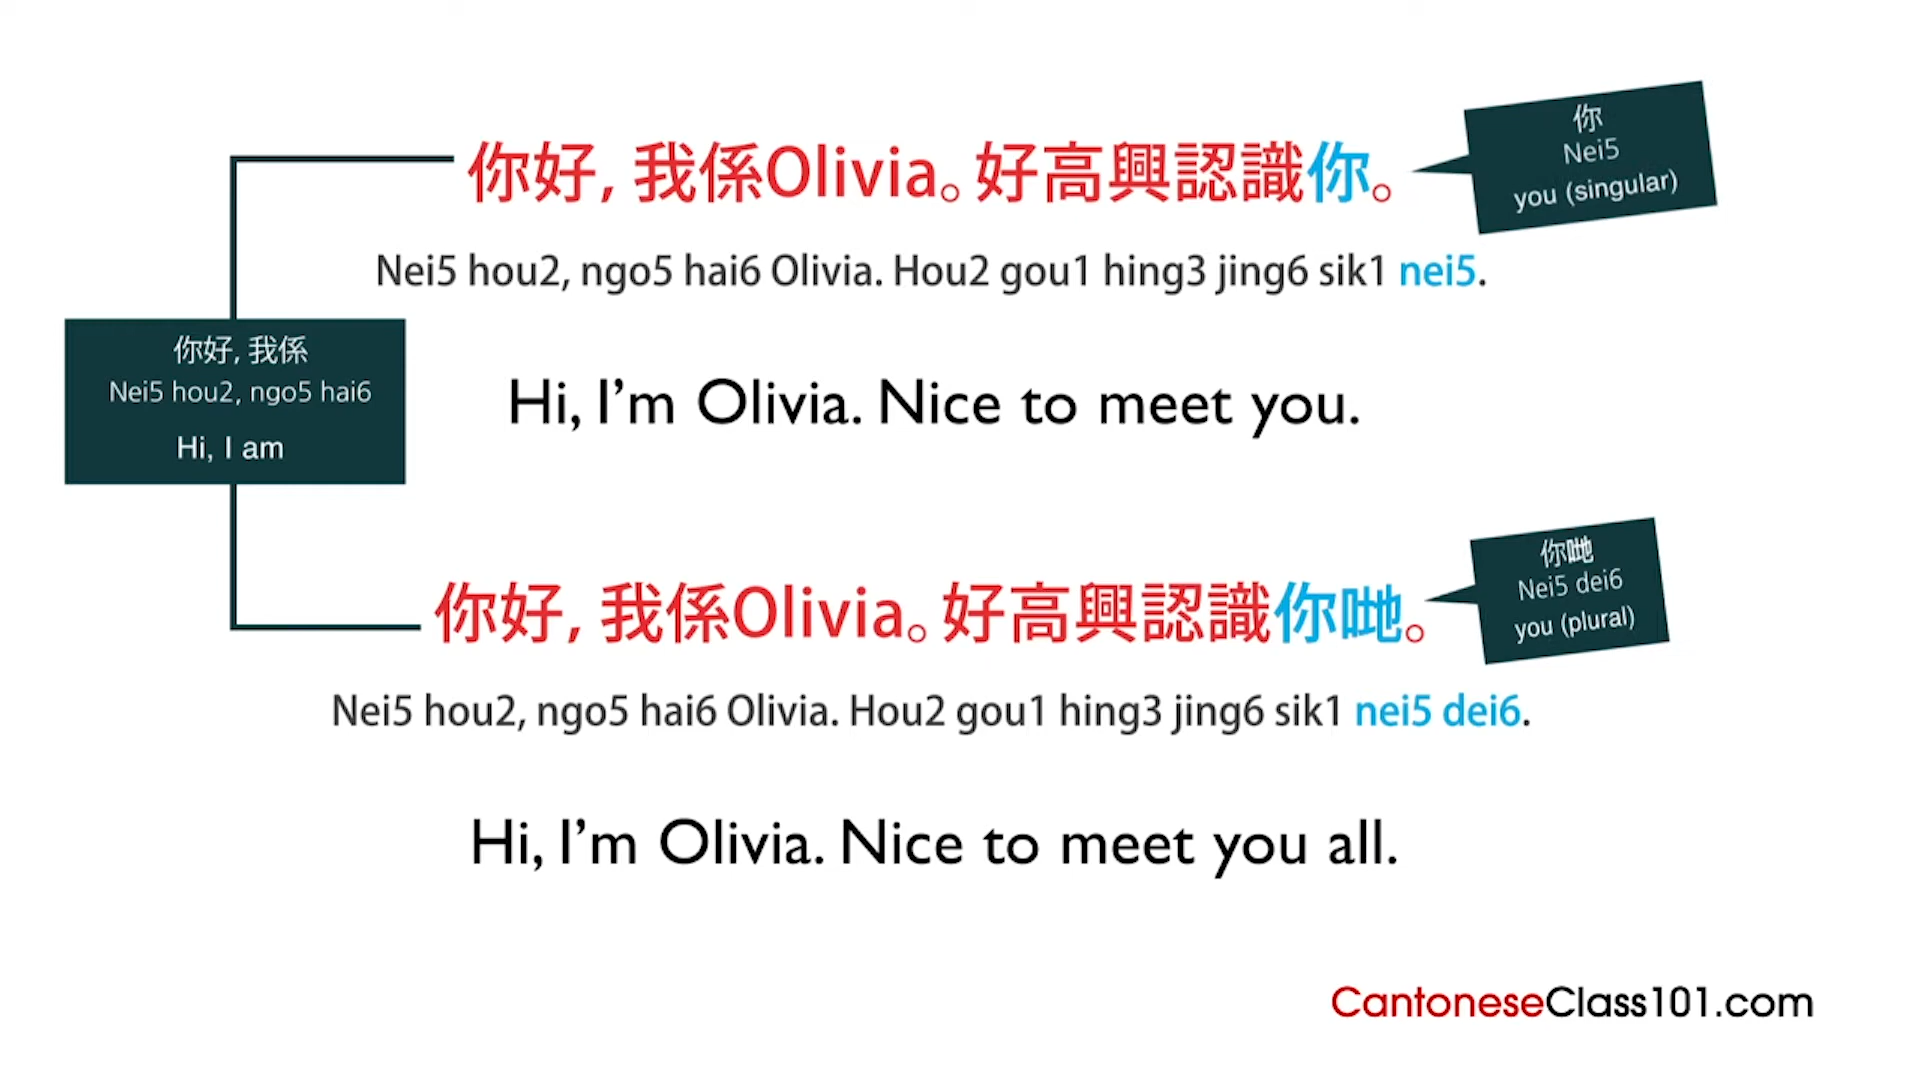 你好, 我係Olivia。好高興認識你。
你
Nei5
you (singular)
Nei5 hou2, ngo5 hai6 Olivia. Hou2 gou1 hing3 jing6 sik1 nei5.
你好, 我係
Nei5 hou2, ngo5 hai6
Hi, I am
Hi, I'm Olivia. Nice to meet you.
你哋
Nei5 dei6
you (plural)
你好, 我係Olivia。好高興認識你哋。
Nei5 hou2, ngo5 hai6 Olivia. Hou2 gou1 hing3 jing6 sik1 nei5 dei6.
Hi, I'm Olivia. Nice to meet you all.
CantoneseClass101.com